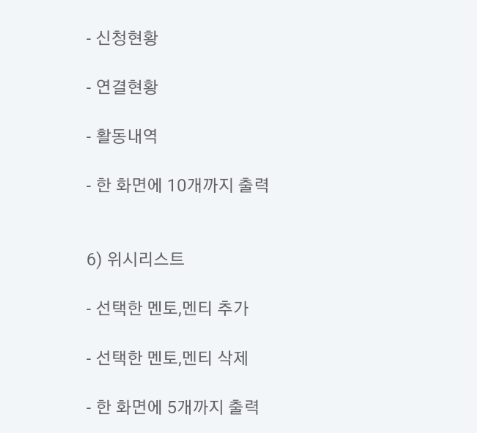 - 신청현황
- 연결현황
- 활동내역
- 한 화면에 10개까지 출력
6) 위시리스트
- 선택한 멘토,멘티 추가
- 선택한 멘토,멘티 삭제
- 한 화면에 5개까지 출력